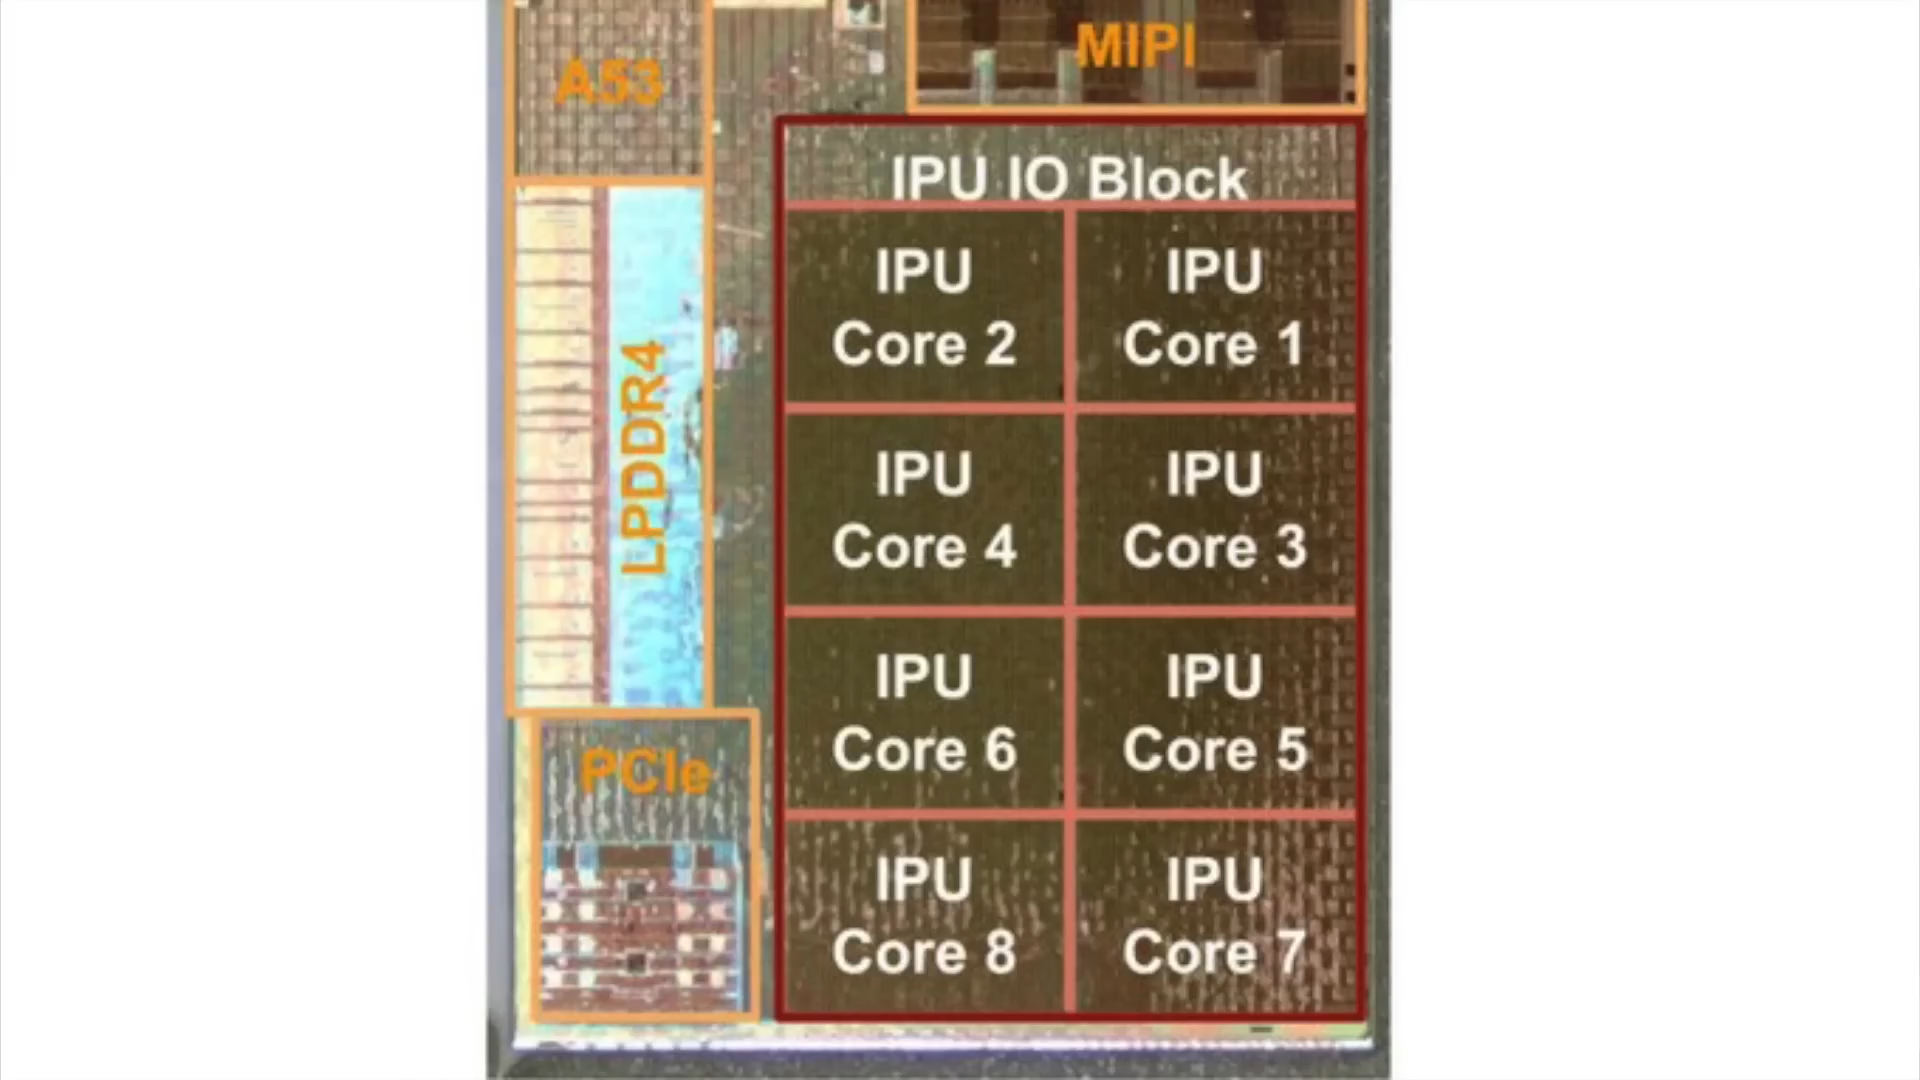 A53
MIPI
IPU IO Block
IPU
Core 2
IPU
Core 1
LPDDR4
IPU
Core 4
IPU
Core 3
IPU
Core 6
IPU
Core 5
PCIe
IPU
Core 8
IPU
Core 7